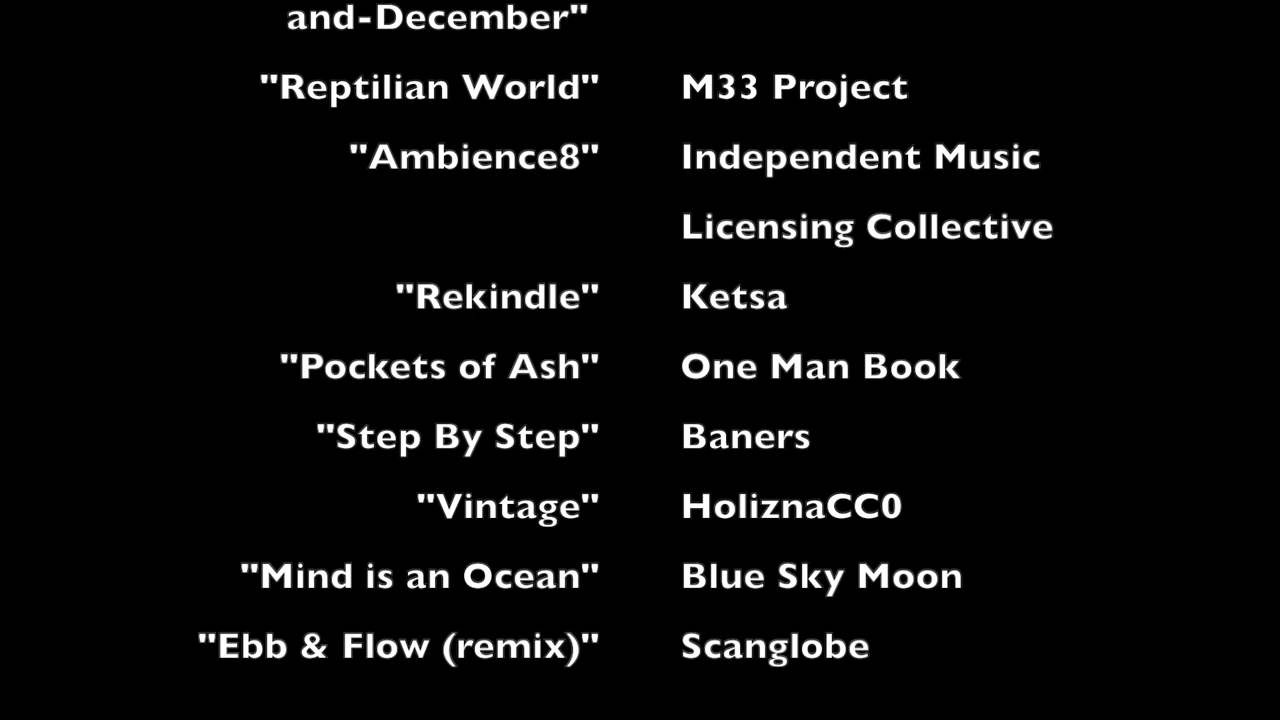 and-December"
"Reptilian World" M33 Project
"Ambience8" Independent Music
Licensing Collective
"Rekindle" Ketsa
"Pockets of Ash" One Man Book
"Step By Step" Baners
"Vintage" HoliznaCC0
"Mind is an Ocean" Blue Sky Moon
"Ebb & Flow (remix)" Scanglobe